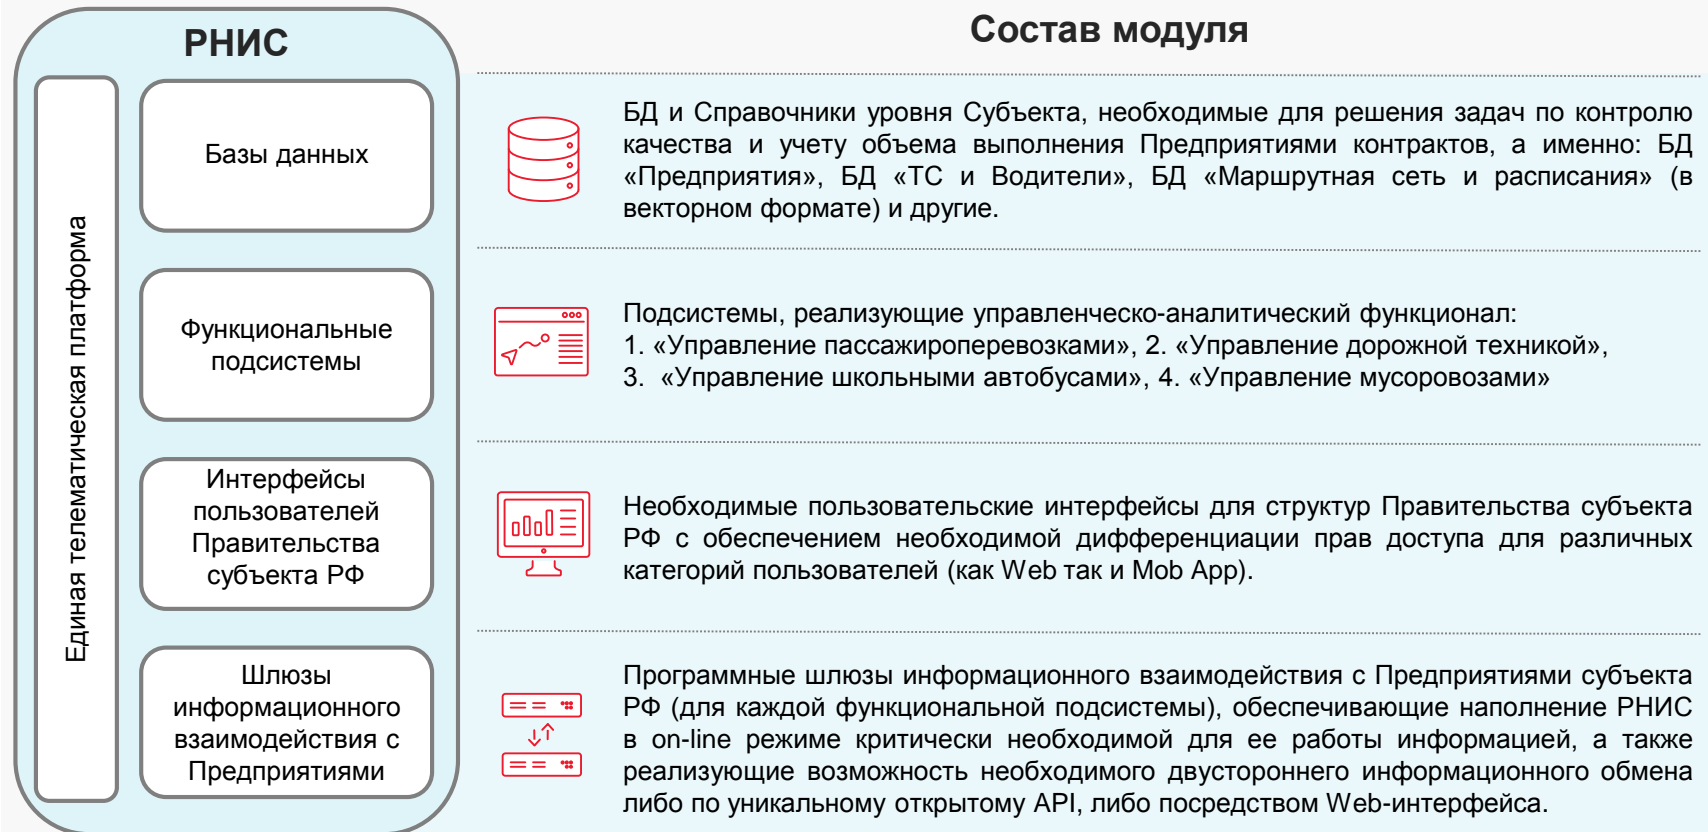 РНИС
Состав модуля
Единая телематическая платформа
Базы данных
БД и Справочники уровня Субъекта, необходимые для решения задач по контролю
качества и учету объема выполнения Предприятиями контрактов, а именно: БД
«Предприятия», БД «ТС и Водители», БД «Маршрутная сеть и расписания» (в
векторном формате) и другие.
Функциональные
подсистемы
Подсистемы, реализующие управленческо-аналитический функционал:
1. «Управление пассажироперевозками», 2. «Управление дорожной техникой»,
3. «Управление школьными автобусами», 4. «Управление мусоровозами»
Интерфейсы
пользователей
Правительства
субъекта РФ
Необходимые пользовательские интерфейсы для структур Правительства субъекта
РФ с обеспечением необходимой дифференциации прав доступа для различных
категорий пользователей (как Web так и Mob App).
Шлюзы
информационного
взаимодействия с
Предприятиями
Программные шлюзы информационного взаимодействия с Предприятиями субъекта
РФ (для каждой функциональной подсистемы), обеспечивающие наполнение РНИС
в on-line режиме критически необходимой для ее работы информацией, а также
реализующие возможность необходимого двустороннего информационного обмена
либо по уникальному открытому API, либо посредством Web-интерфейса.